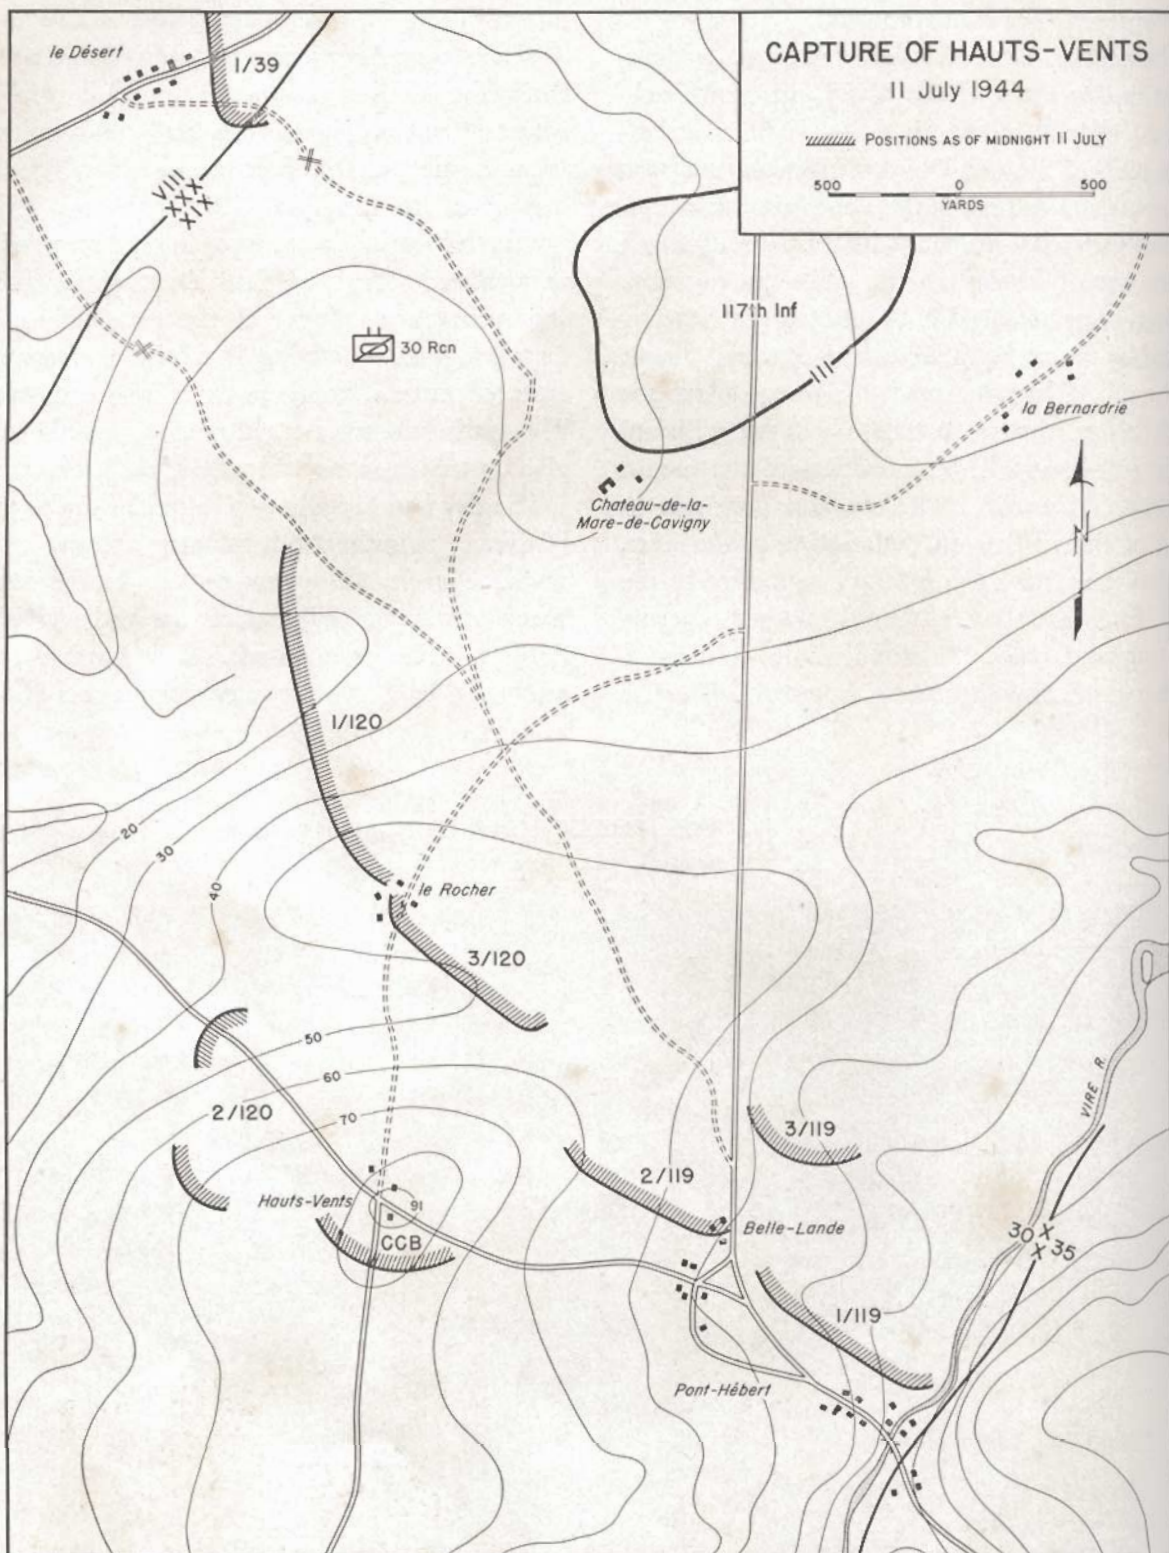 CAPTURE OF HAUTS-VENTS
11 July 1944
POSITIONS AS OF MIDNIGHT 11 JULY
500 0 500
YARDS
le Désert
1/39
VIII
XXX
XIX
30 Rcn
117th Inf
III
la Bernardrie
Chateau-de-la-
Mare-de-Cavigny
N
1/120
20
30
40
le Rocher
3/120
50
60
70
2/120
VIRE R.
3/119
2/119
Hauts-Vents
91
CCB
Belle-Lande
30 X 35
X
1/119
Pont-Hébert